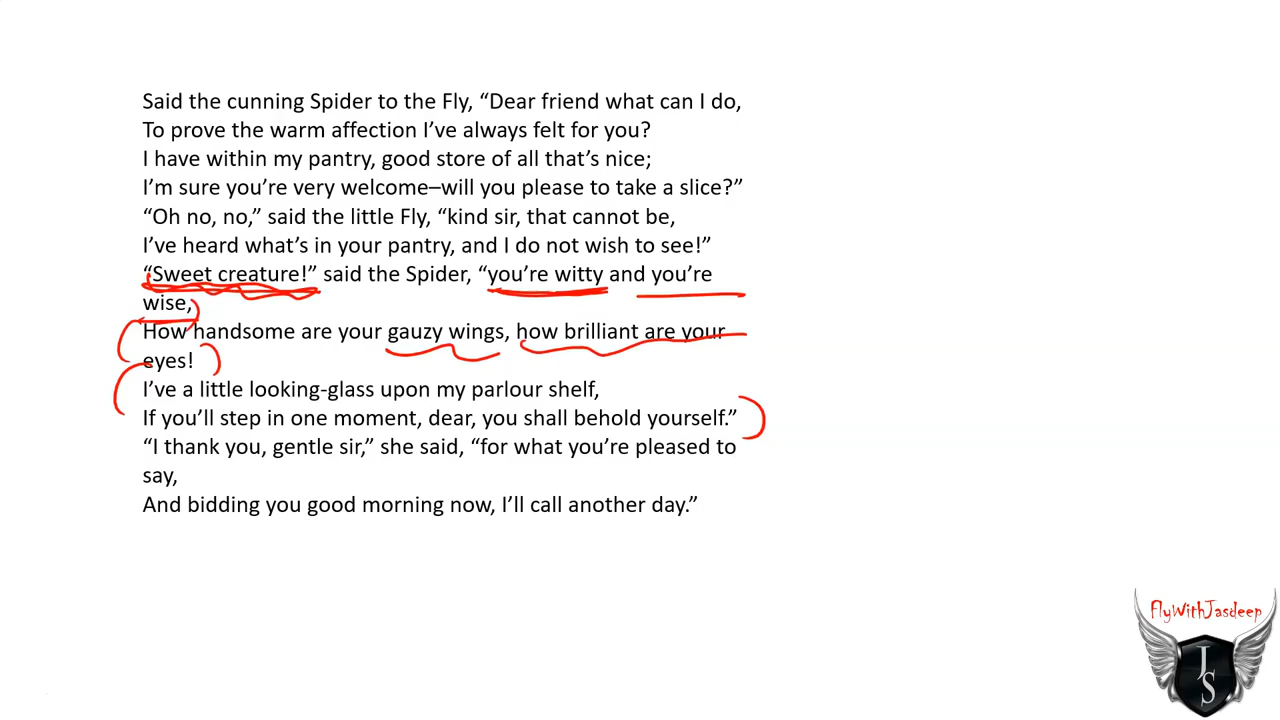 Said the cunning Spider to the Fly, “Dear friend what can I do,
To prove the warm affection I’ve always felt for you?
I have within my pantry, good store of all that’s nice;
I’m sure you’re very welcome–will you please to take a slice?”
“Oh no, no,” said the little Fly, “kind sir, that cannot be,
I’ve heard what’s in your pantry, and I do not wish to see!”
“Sweet creature!” said the Spider, “you’re witty and you’re
wise,
How handsome are your gauzy wings, how brilliant are your
eyes!
I’ve a little looking-glass upon my parlour shelf,
If you’ll step in one moment, dear, you shall behold yourself.”
“I thank you, gentle sir,” she said, “for what you’re pleased to
say,
And bidding you good morning now, I’ll call another day.”
FlyWithJasdeep
JS